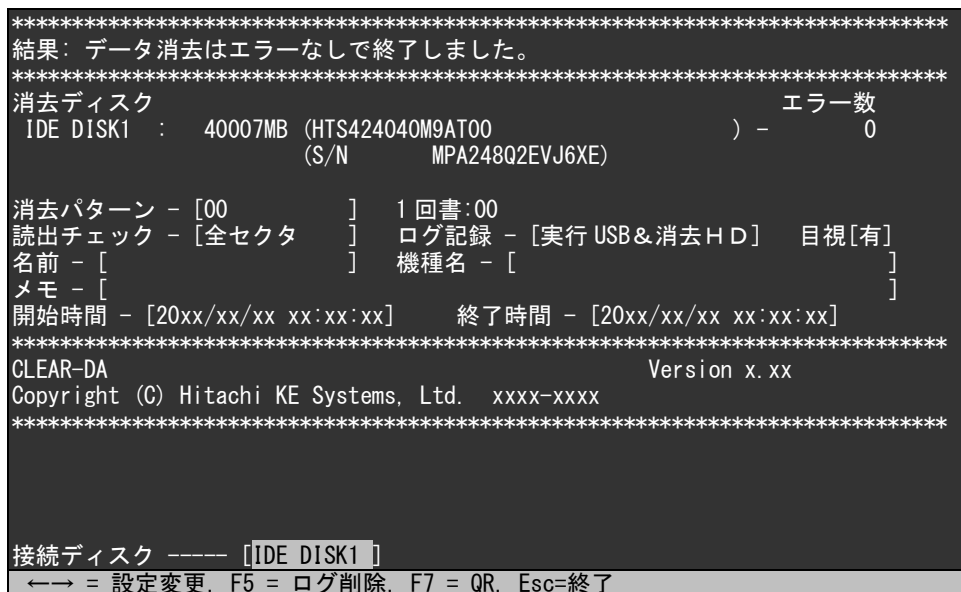 ******************************************************************************
結果: データ消去はエラーなしで終了しました。
******************************************************************************
消去ディスク エラー数
IDE DISK1 : 40007MB (HTS424040M9AT00 ) - 0
(S/N MPA248Q2EVJ6XE)
消去パターン - [00 ] 1回書:00
読出チェック - [全セクタ ] ログ記録 - [実行USB&消去HD] 目視[有]
名前 - [ ] 機種名 - [ ]
メモ - [ ]
開始時間 - [20xx/xx/xx xx:xx:xx] 終了時間 - [20xx/xx/xx xx:xx:xx]
******************************************************************************
CLEAR-DA Version x.xx
Copyright (C) Hitachi KE Systems, Ltd. xxxx-xxxx
******************************************************************************
接続ディスク ----- [IDE DISK1 ]
←→ = 設定変更, F5 = ログ削除, F7 = QR, Esc=終了